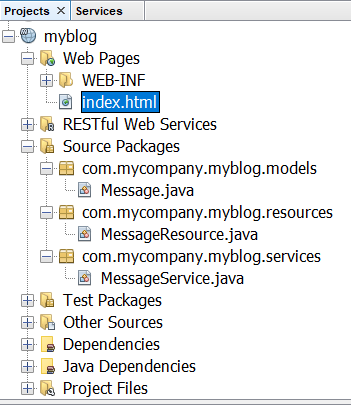 Projects × Services
myblog
Web Pages
WEB-INF
index.html
RESTful Web Services
Source Packages
com.mycompany.myblog.models
Message.java
com.mycompany.myblog.resources
MessageResource.java
com.mycompany.myblog.services
MessageService.java
Test Packages
Other Sources
Dependencies
Java Dependencies
Project Files